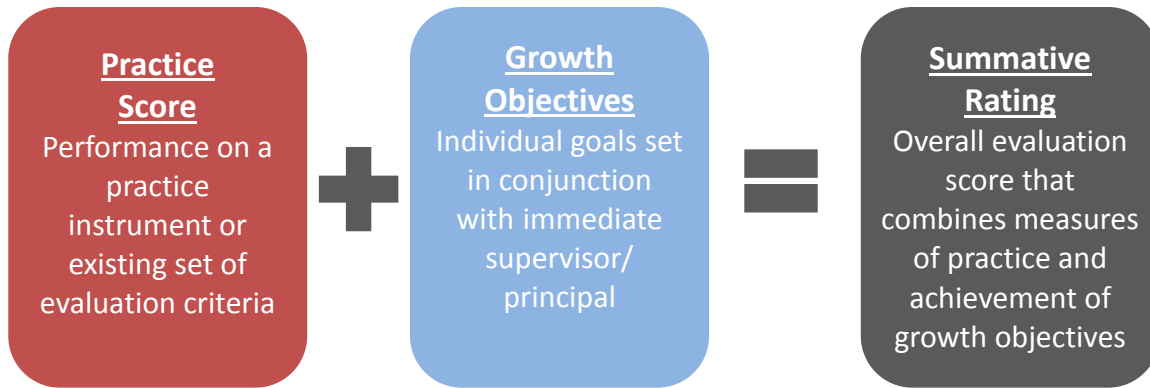 Practice
Score
Performance on a
practice
instrument or
existing set of
evaluation criteria
Growth
Objectives
Individual goals set
in conjunction
with immediate
supervisor/
principal
Summative
Rating
Overall evaluation
score that
combines measures
of practice and
achievement of
growth objectives